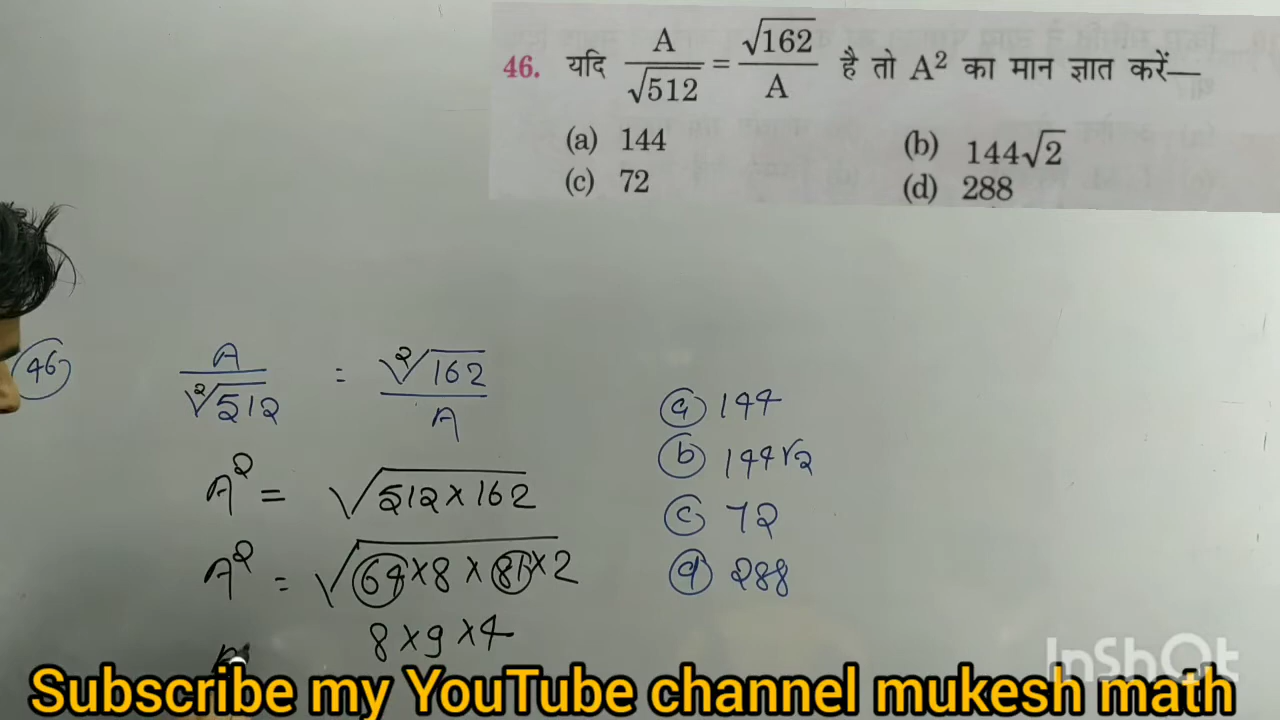 46. यदि A/√512 = √162/A है तो A² का मान ज्ञात करें—
(a) 144 (b) 144√2
(c) 72 (d) 288
46 A/²√512 = ²√162/A
(a) 144
(b) 144√2
A² = √512×162
(c) 72
A² = √64×8×81×2
(d) 288
8×9×4
A
InShOt
Subscribe my YouTube channel mukesh math